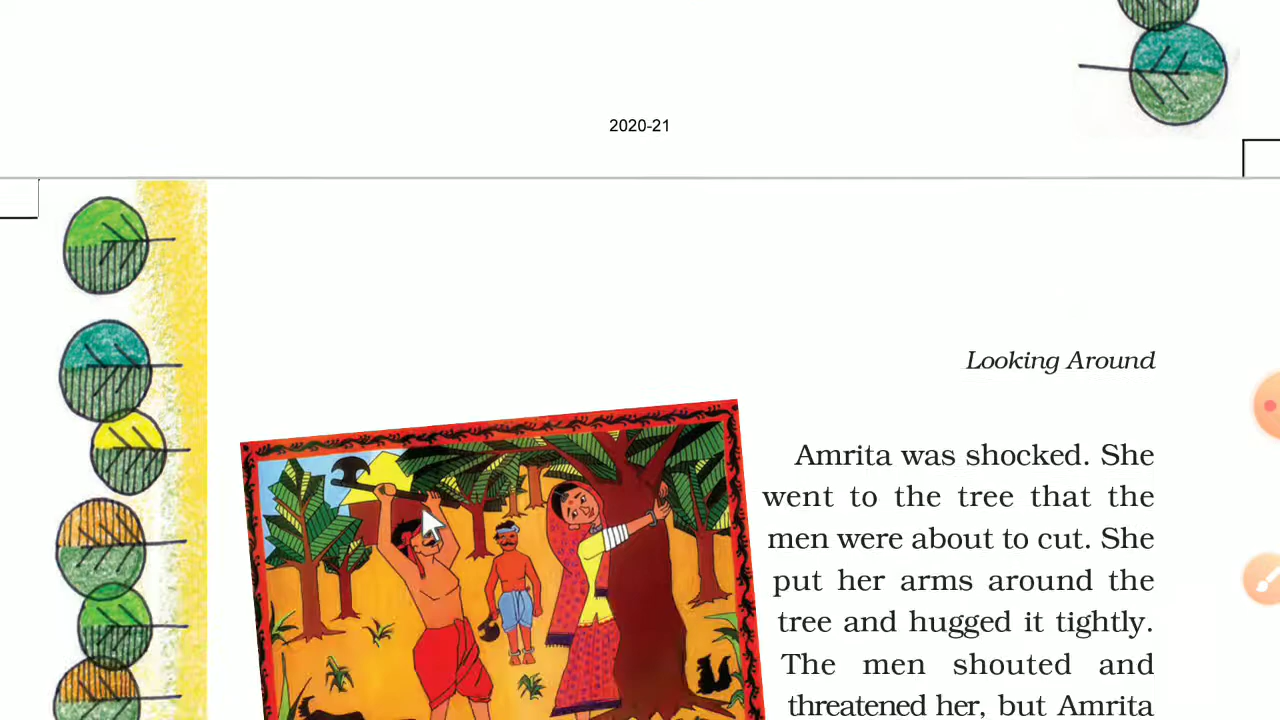 2020-21
Looking Around
Amrita was shocked. She
went to the tree that the
men were about to cut. She
put her arms around the
tree and hugged it tightly.
The men shouted and
threatened her, but Amrita